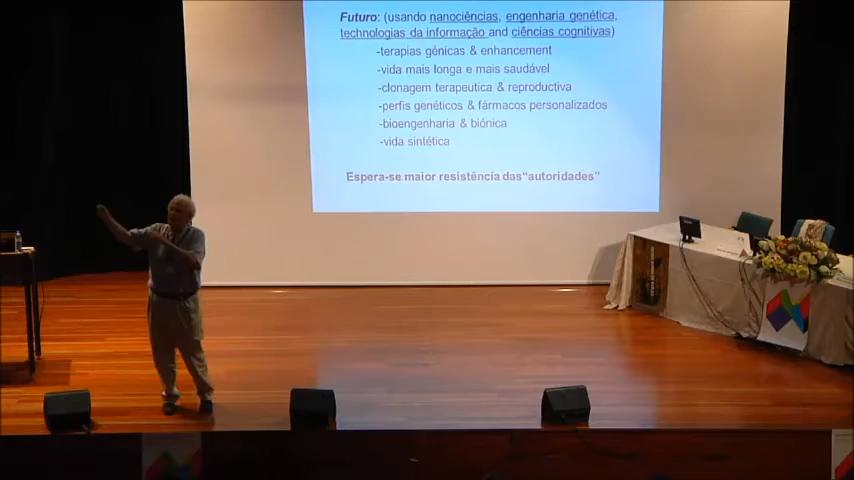 Futuro: (usando nanociências, engenharia genética,
technologias da informação and ciências cognitivas)
-terapias génicas & ENHANCEMENT
-vida mais longa e mais saudável
-clonagem terapeutica & reproductiva
-perfis genéticos & fármacos personalizados
-bioengenharia & biónica
-vida sintética
Espera-se maior resistência das“autoridades”